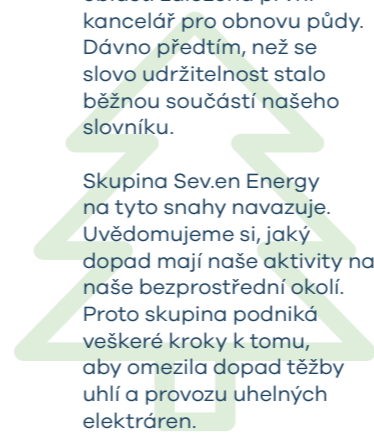 kancelář pro obnovu půdy.
Dávno předtím, než se
slovo udržitelnost stalo
běžnou součástí našeho
slovníku.
Skupina Sev.en Energy
na tyto snahy navazuje.
Uvědomujeme si, jaký
dopad mají naše aktivity na
naše bezprostřední okolí.
Proto skupina podniká
veškeré kroky k tomu,
aby omezila dopad těžby
uhlí a provozu uhelných
elektráren.